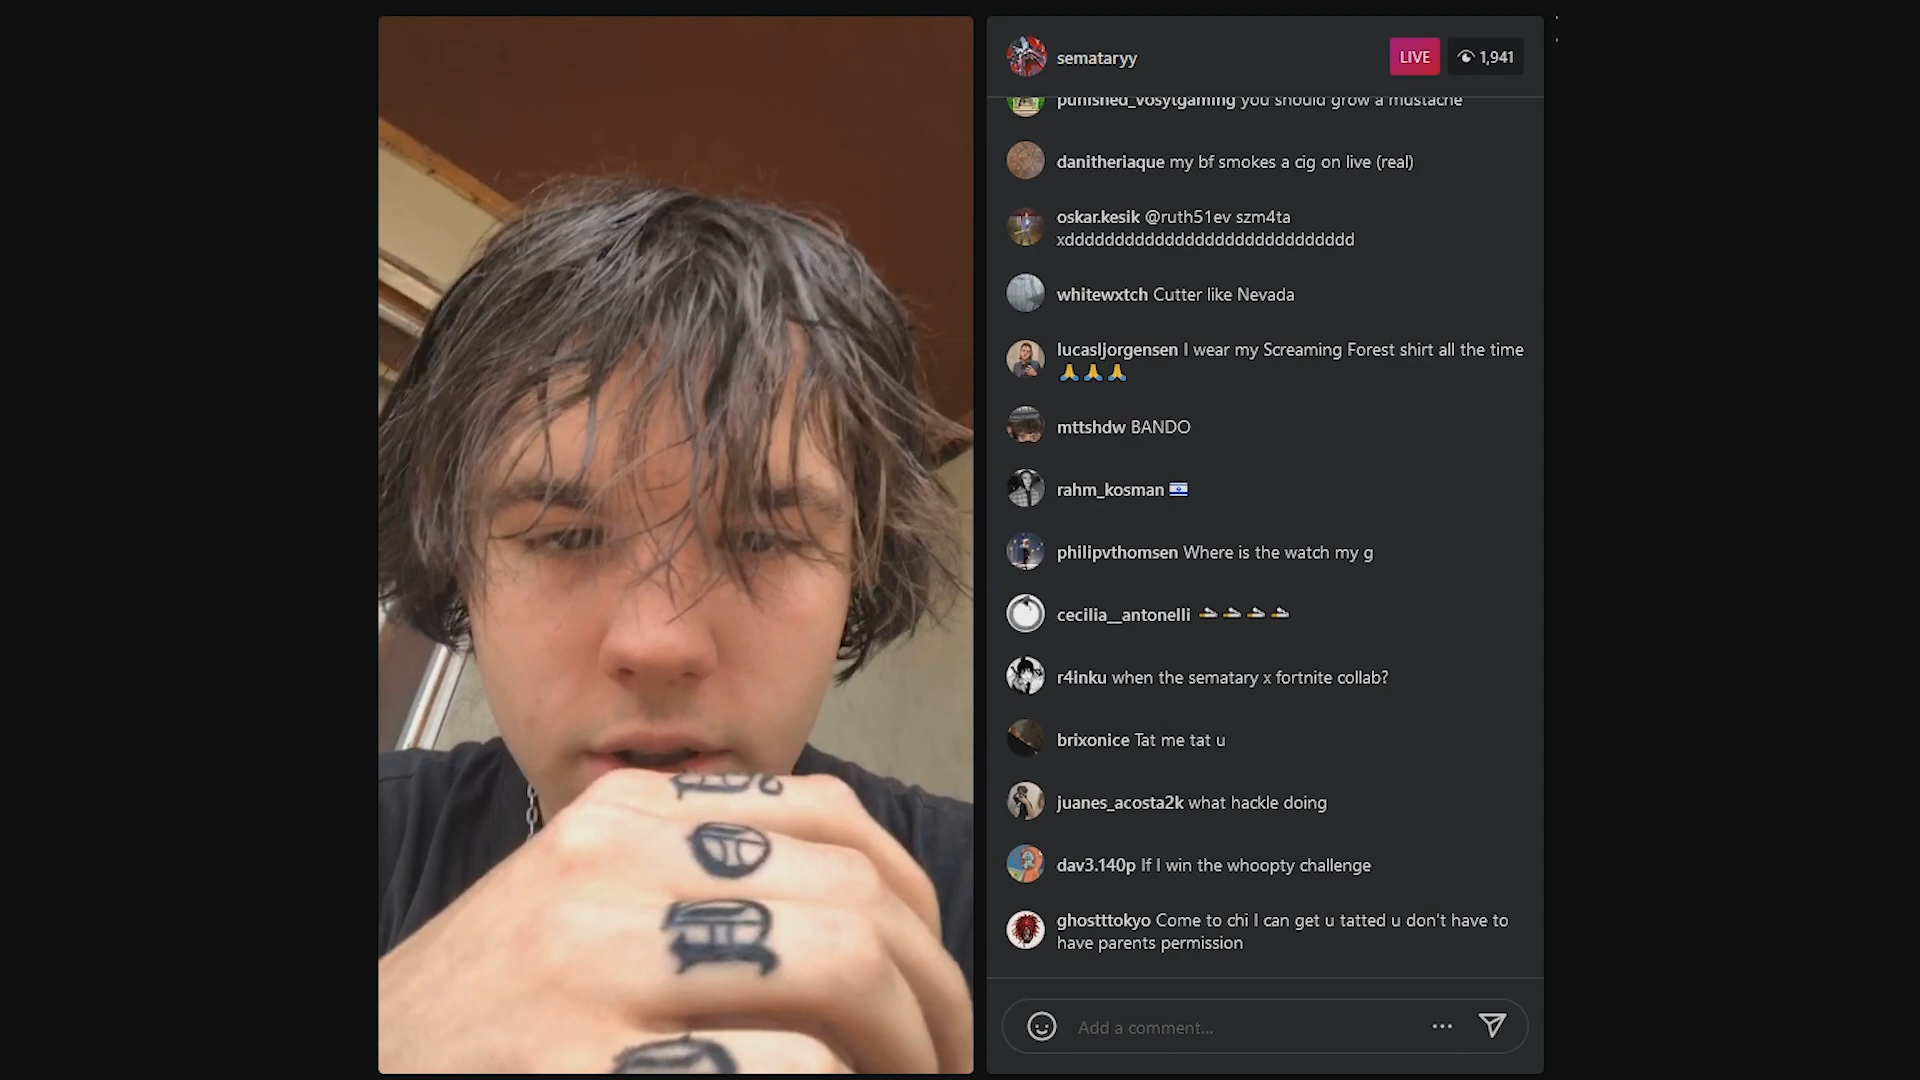 semataryy
LIVE
1,941
punished_vosytgaming you should grow a mustache
danitheriaque my bf smokes a cig on live (real)
oskar.kesik @ruth51ev szm4ta
xddddddddddddddddddddddddddddd
whitewxtch Cutter like Nevada
lucasljorgensen I wear my Screaming Forest shirt all the time
🙏🙏🙏
mttshdw BANDO
rahm_kosman 🇮🇱
philipvthomsen Where is the watch my g
cecilia__antonelli 🚬🚬🚬🚬
r4inku when the sematary x fortnite collab?
brixonice Tat me tat u
juanes_acosta2k what hackle doing
dav3.140p If I win the whoopty challenge
ghostttokyo Come to chi I can get u tatted u don't have to
have parents permission
Add a comment...